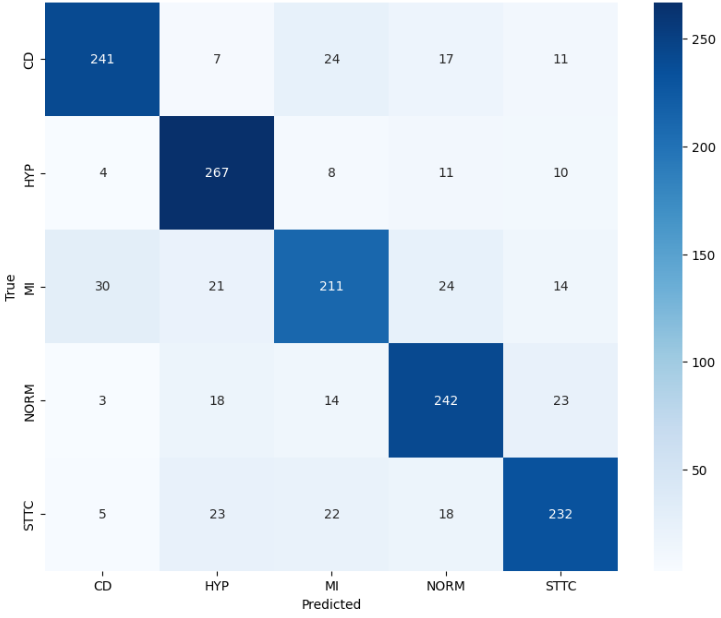 CD 241 7 24 17 11
HYP 4 267 8 11 10
MI 30 21 211 24 14
NORM 3 18 14 242 23
STTC 5 23 22 18 232
CD HYP MI NORM STTC
Predicted
True
250
200
150
100
50